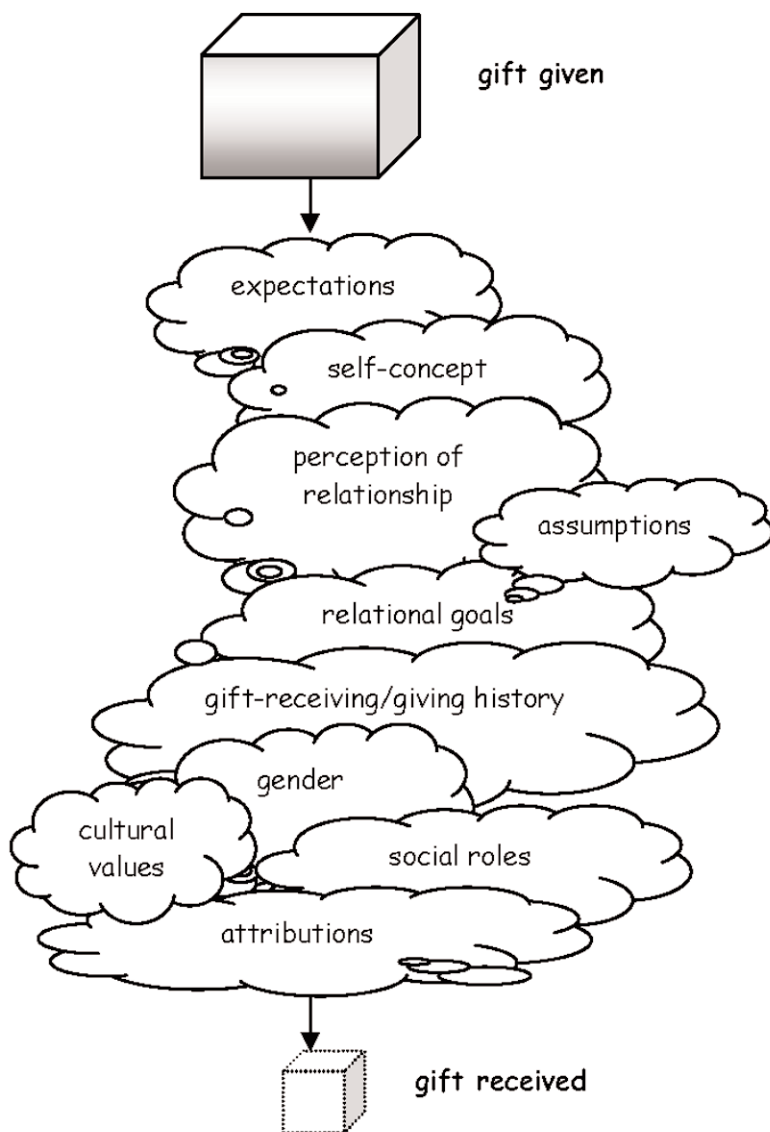 gift given
expectations
self-concept
perception of
relationship
assumptions
relational goals
gift-receiving/giving history
gender
cultural
values
social roles
attributions
gift received